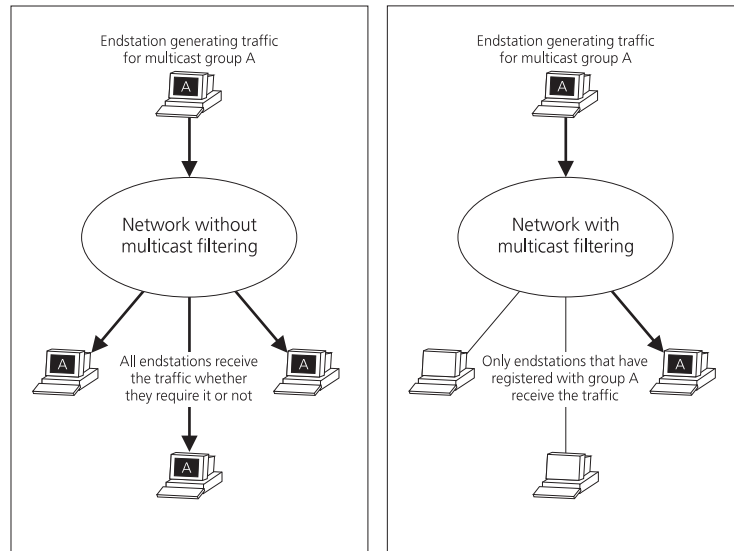 Endstation generating traffic
for multicast group A
A
Network without
multicast filtering
A
All endstations receive
the traffic whether
they require it or not
A
A
Endstation generating traffic
for multicast group A
A
Network with
multicast filtering
Only endstations that have
registered with group A
receive the traffic
A